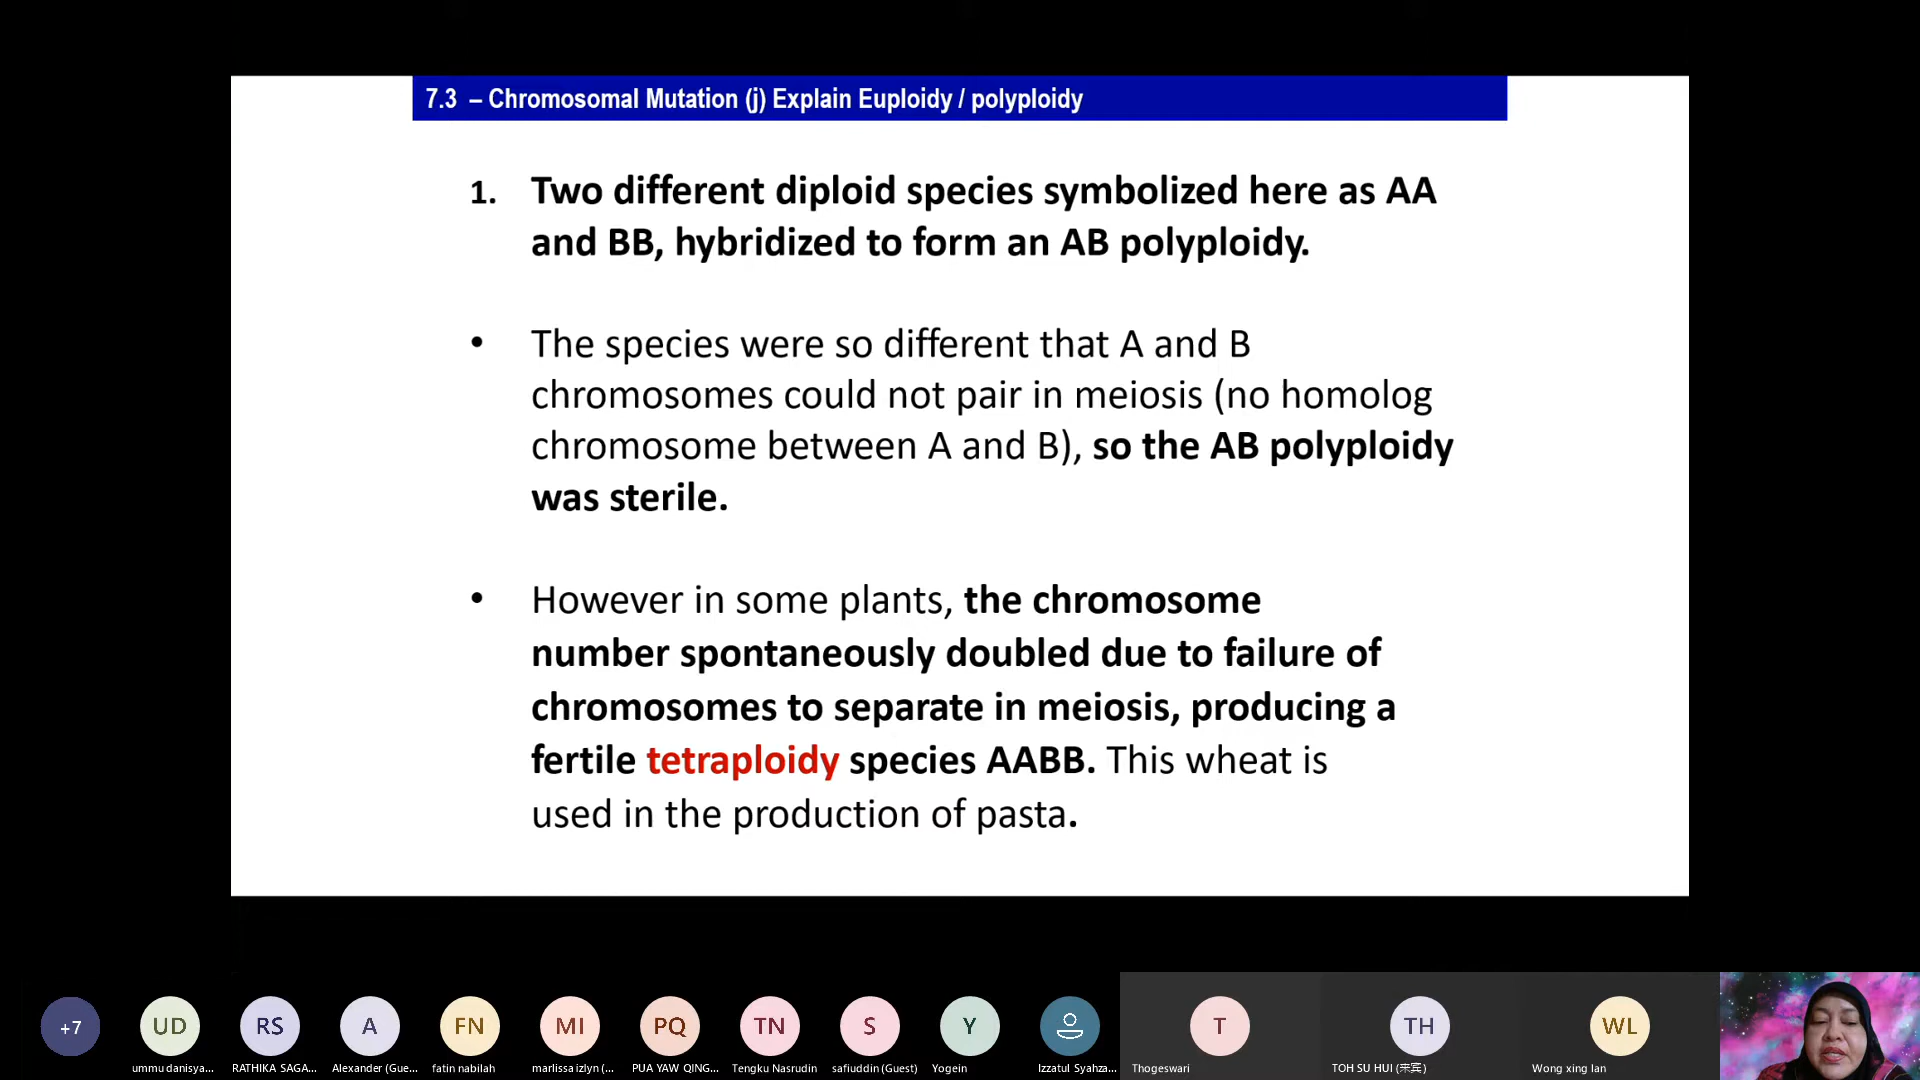 7.3 – Chromosomal Mutation (j) Explain Euploidy / polyploidy
1. Two different diploid species symbolized here as AA
and BB, hybridized to form an AB polyploidy.
• The species were so different that A and B
chromosomes could not pair in meiosis (no homolog
chromosome between A and B), so the AB polyploidy
was sterile.
• However in some plants, the chromosome
number spontaneously doubled due to failure of
chromosomes to separate in meiosis, producing a
fertile tetraploidy species AABB. This wheat is
used in the production of pasta.
+7 UD RS A FN MI PQ TN S Y T TH WL
ummu danisya... RATHIKA SAGA... Alexander (Gue... fatin nabilah marlissa izlyn (... PUA YAW QING... Tengku Nasrudin safiuddin (Guest) Yogein Izzatul Syahza... Thogeswari TOH SU HUI (来宾) Wong xing lan